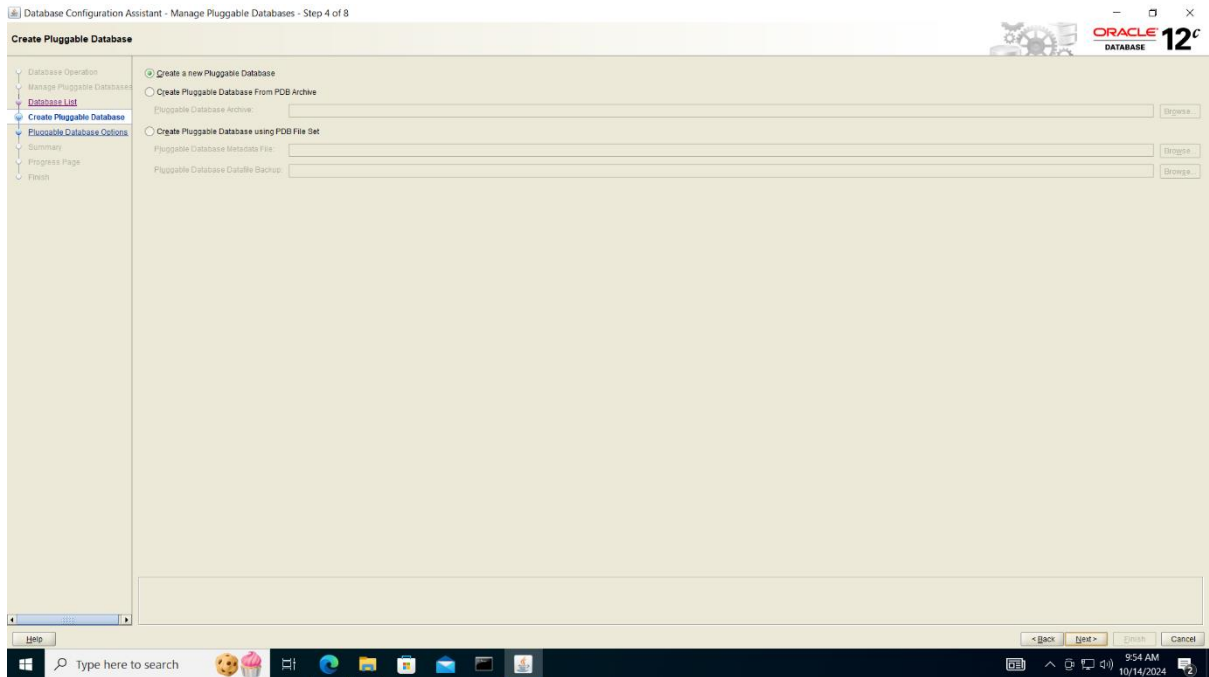 Database Configuration Assistant - Manage Pluggable Databases - Step 4 of 8
Create Pluggable Database
ORACLE
DATABASE
12c
Database Operation
Manage Pluggable Databases
Database List
Create Pluggable Database
Pluggable Database Options
Summary
Progress Page
Finish
Create a new Pluggable Database
Create Pluggable Database From PDB Archive
Pluggable Database Archive:
Browse...
Create Pluggable Database using PDB File Set
Pluggable Database Metadata File:
Browse...
Pluggable Database Datafile Backup:
Browse...
Help
< Back
Next >
Finish
Cancel
Type here to search
9:54 AM
10/14/2024
2